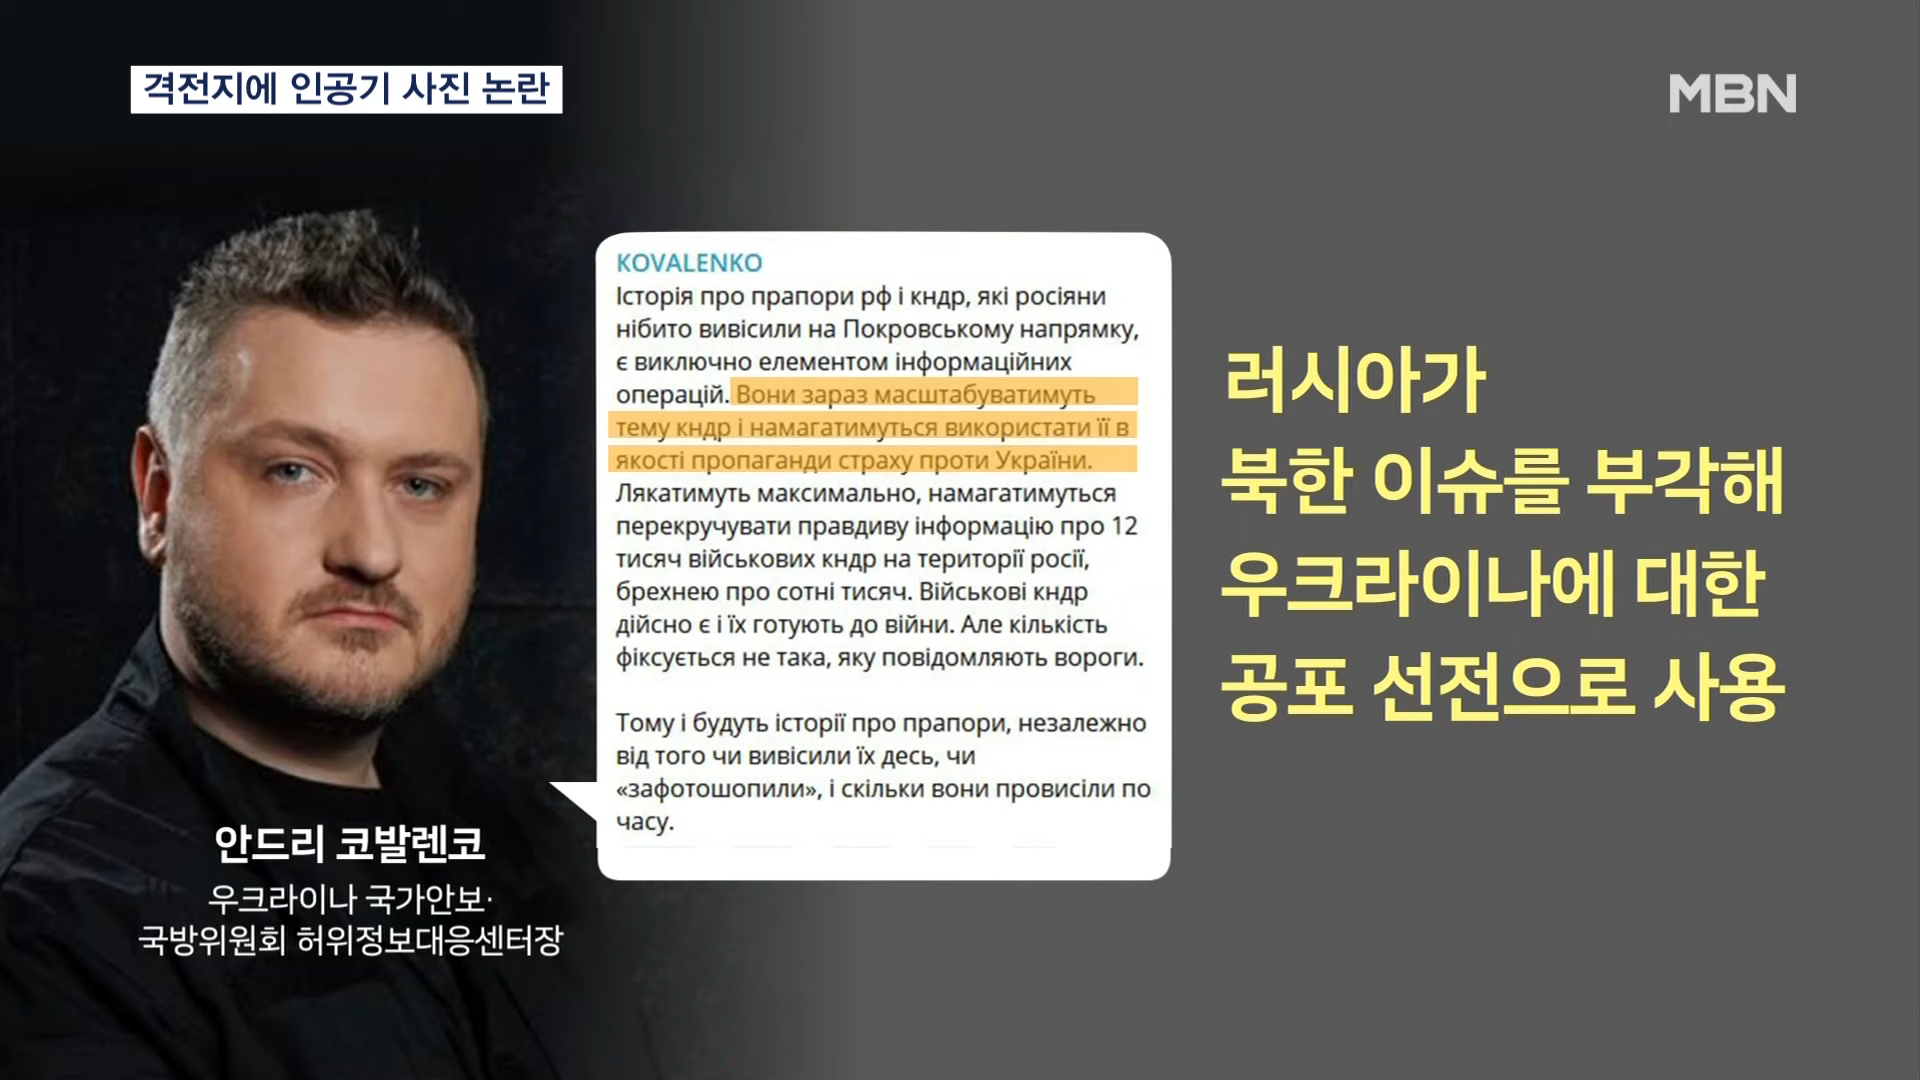 격전지에 인공기 사진 논란
MBN
KOVALENKO
Історія про прапори рф і кндр, які росіяни
нібито вивісили на Покровському напрямку,
є виключно елементом інформаційних
операцій. Вони зараз масштабуватимуть
тему кндр і намагатимуться використати її в
якості пропаганди страху проти України.
Лякатимуть максимально, намагатимуться
перекручувати правдиву інформацію про 12
тисяч військових кндр на території росії,
брехнею про сотні тисяч. Військові кндр
дійсно є і їх готують до війни. Але кількість
фіксується не така, яку повідомляють вороги.
Тому і будуть історії про прапори, незалежно
від того чи вивісили їх десь, чи
«зафотошопили», і скільки вони провисіли по
часу.
러시아가
북한 이슈를 부각해
우크라이나에 대한
공포 선전으로 사용
안드리 코발렌코
우크라이나 국가안보·
국방위원회 허위정보대응센터장